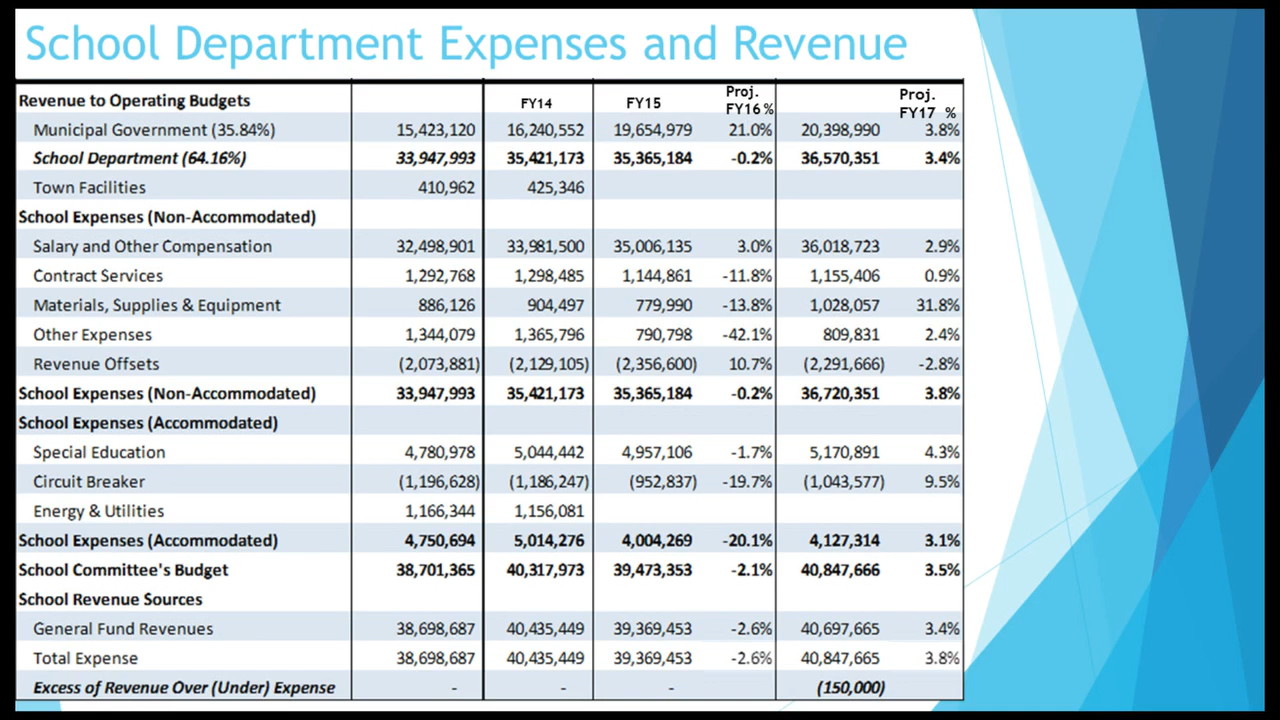 School Department Expenses and Revenue
Revenue to Operating Budgets FY14 FY15 Proj. FY16 % Proj. FY17 %
Municipal Government (35.84%) 15,423,120 16,240,552 19,654,979 21.0% 20,398,990 3.8%
School Department (64.16%) 33,947,993 35,421,173 35,365,184 -0.2% 36,570,351 3.4%
Town Facilities 410,962 425,346
School Expenses (Non-Accommodated)
Salary and Other Compensation 32,498,901 33,981,500 35,006,135 3.0% 36,018,723 2.9%
Contract Services 1,292,768 1,298,485 1,144,861 -11.8% 1,155,406 0.9%
Materials, Supplies & Equipment 886,126 904,497 779,990 -13.8% 1,028,057 31.8%
Other Expenses 1,344,079 1,365,796 790,798 -42.1% 809,831 2.4%
Revenue Offsets (2,073,881) (2,129,105) (2,356,600) 10.7% (2,291,666) -2.8%
School Expenses (Non-Accommodated) 33,947,993 35,421,173 35,365,184 -0.2% 36,720,351 3.8%
School Expenses (Accommodated)
Special Education 4,780,978 5,044,442 4,957,106 -1.7% 5,170,891 4.3%
Circuit Breaker (1,196,628) (1,186,247) (952,837) -19.7% (1,043,577) 9.5%
Energy & Utilities 1,166,344 1,156,081
School Expenses (Accommodated) 4,750,694 5,014,276 4,004,269 -20.1% 4,127,314 3.1%
School Committee's Budget 38,701,365 40,317,973 39,473,353 -2.1% 40,847,666 3.5%
School Revenue Sources
General Fund Revenues 38,698,687 40,435,449 39,369,453 -2.6% 40,697,665 3.4%
Total Expense 38,698,687 40,435,449 39,369,453 -2.6% 40,847,665 3.8%
Excess of Revenue Over (Under) Expense - - - (150,000)